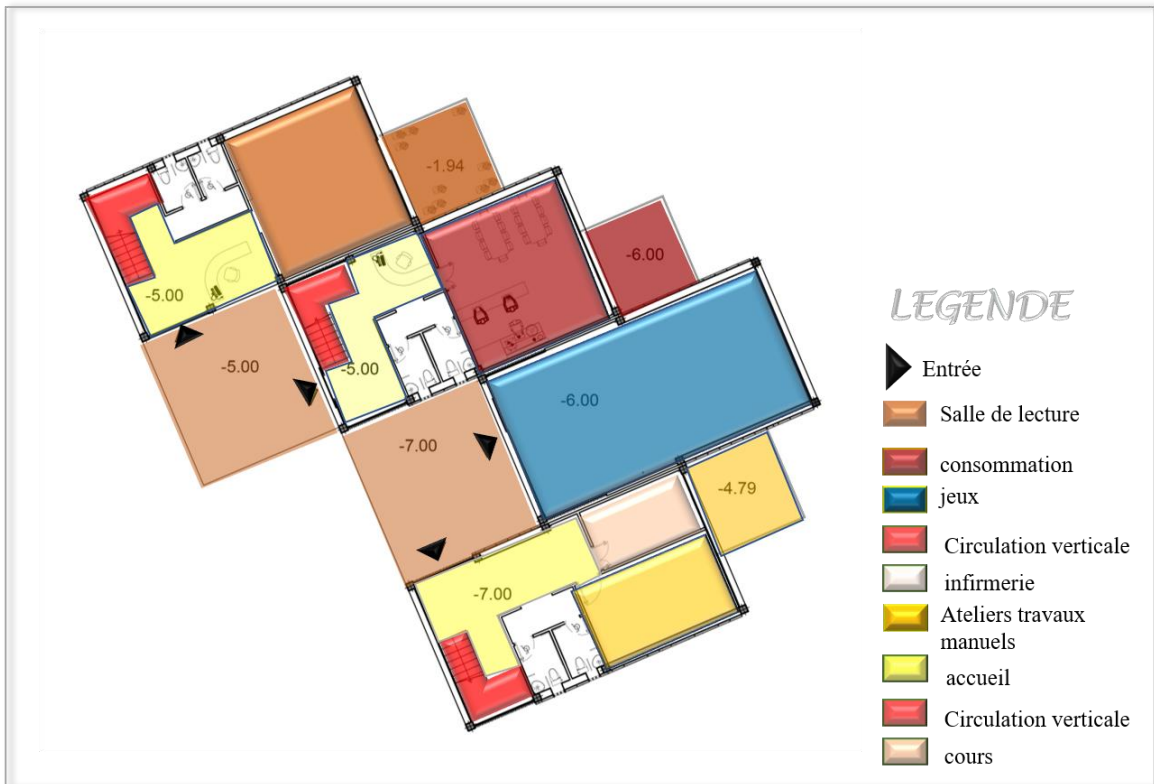 -1.94
-6.00
-5.00
-5.00
-5.00
-6.00
-7.00
-4.79
-7.00
LEGENDE
Entrée
Salle de lecture
consommation
jeux
Circulation verticale
infirmerie
Ateliers travaux
manuels
accueil
Circulation verticale
cours